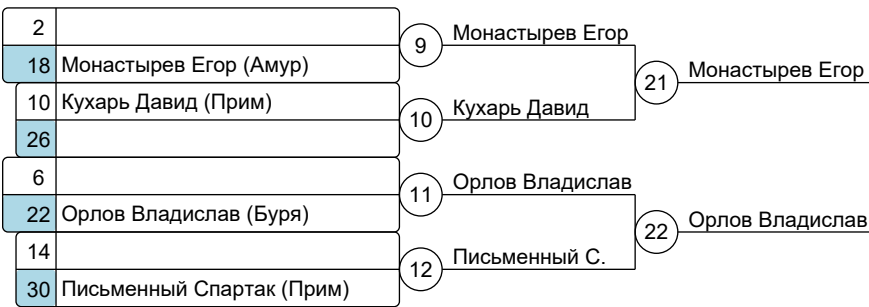 2
18 Монастырев Егор (Амур)
9
Монастырев Егор
10 Кухарь Давид (Прим)
26
10
Кухарь Давид
21
Монастырев Егор
6
22 Орлов Владислав (Буря)
11
Орлов Владислав
14
30 Письменный Спартак (Прим)
12
Письменный С.
22
Орлов Владислав